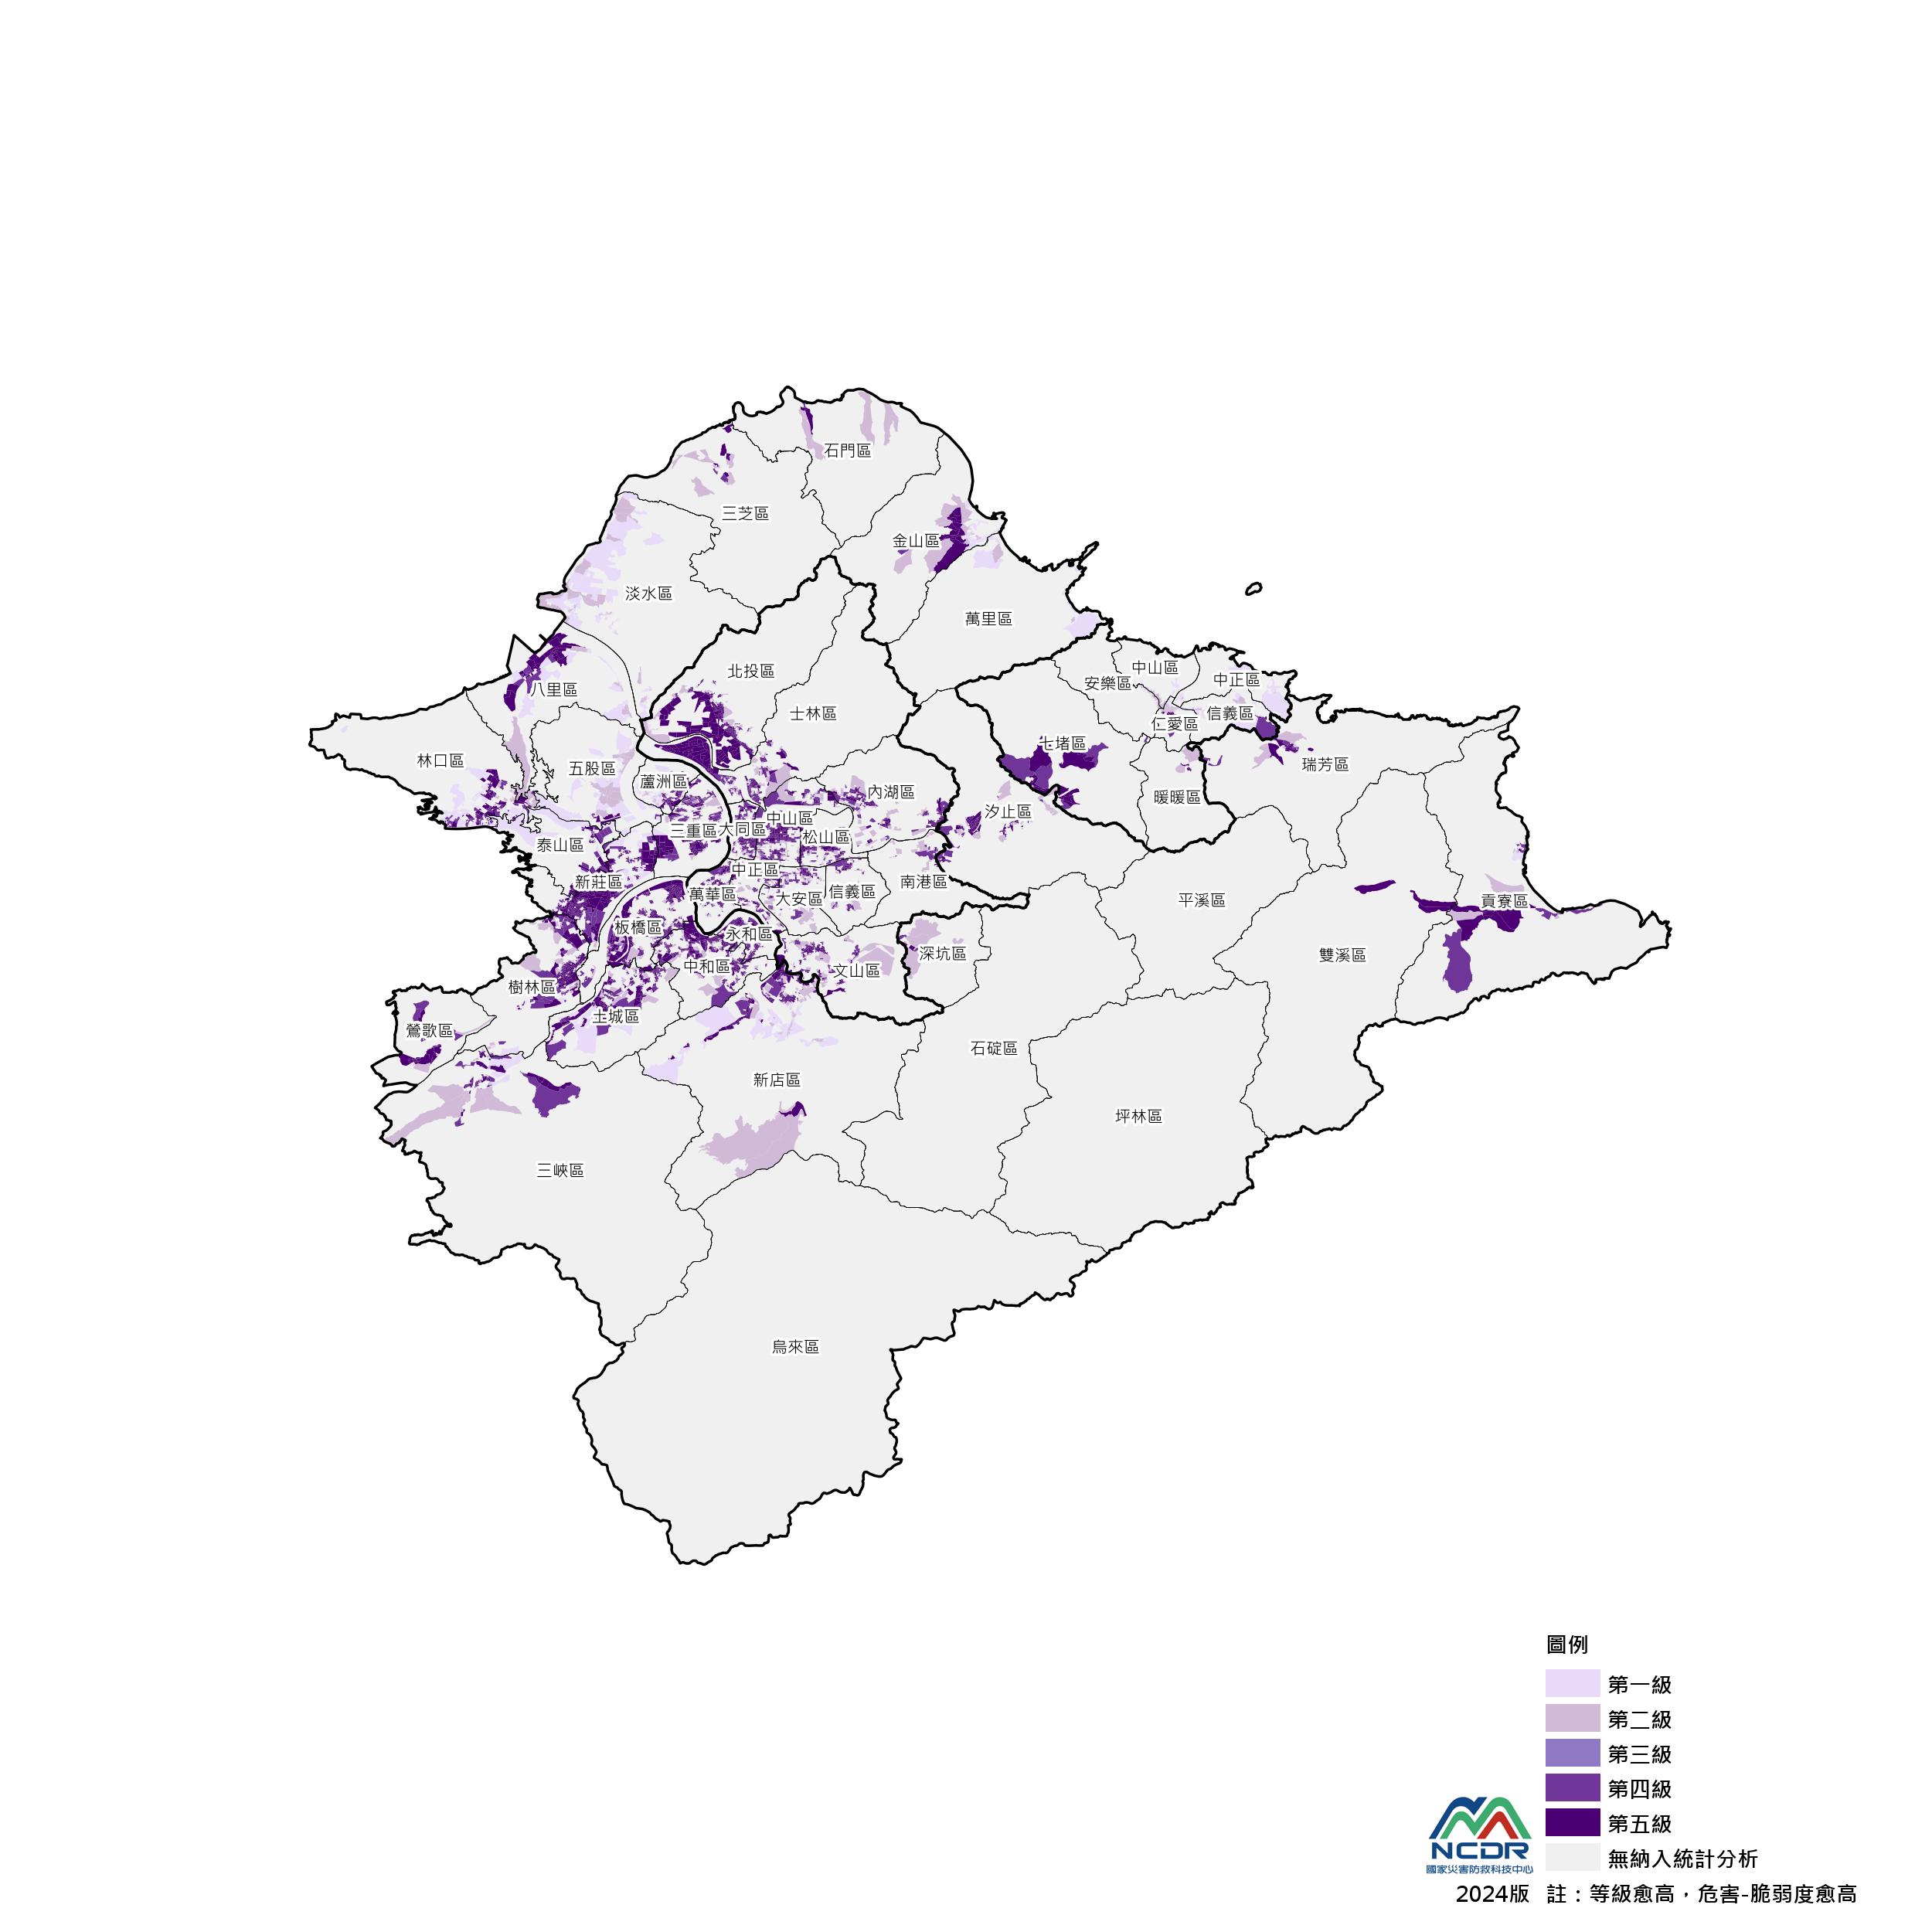 石門區
三芝區
金山區
淡水區
萬里區
北投區
中山區
中正區
安樂區
八里區
士林區
信義區
仁愛區
七堵區
林口區
五股區
瑞芳區
蘆洲區
內湖區
暖暖區
汐止區
中山區
三重區
大同區
松山區
泰山區
中正區
新莊區
南港區
萬華區
信義區
大安區
平溪區
貢寮區
板橋區
永和區
深坑區
雙溪區
中和區
文山區
樹林區
土城區
鶯歌區
石碇區
新店區
坪林區
三峽區
烏來區
圖例
第一級
第二級
第三級
第四級
第五級
無納入統計分析
NCDR
國家災害防救科技中心
2024版 註：等級愈高，危害-脆弱度愈高